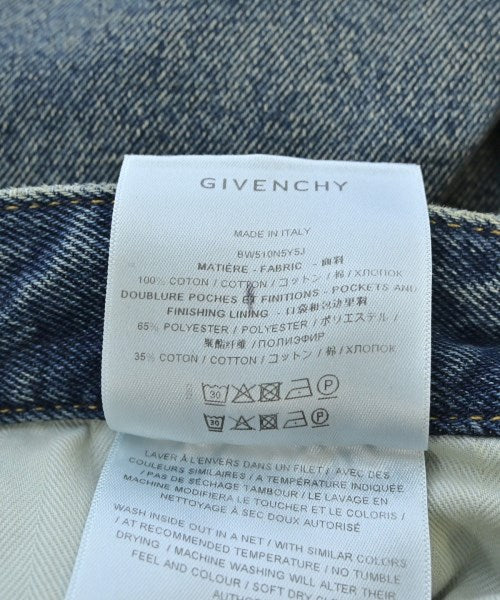 GIVENCHY
MADE IN ITALY
BW510N5Y5J
MATIÈRE - FABRIC - 面料
100% COTON / COTTON / コットン / 棉 / ХЛОПОК
DOUBLURE POCHES ET FINITIONS - POCKETS AND
FINISHING LINING - 口袋和滚边里料
65% POLYESTER / POLYESTER / ポリエステル /
聚酯纤维 / ПОЛИЭФИР
35% COTON / COTTON / コットン / 棉 / ХЛОПОК
30 P
30 P
LAVER A L'ENVERS DANS UN FILET / AVEC DES
COULEURS SIMILAIRES / A TEMPÉRATURE INDIQUÉE
/ PAS DE SÉCHAGE TAMBOUR / LE LAVAGE EN
MACHINE MODIFIERA LE TOUCHER ET LE COLORIS /
NETTOYAGE A SEC DOUX AUTORISÉ
WASH INSIDE OUT IN A NET / WITH SIMILAR COLORS
/ AT RECOMMENDED TEMPERATURE / NO TUMBLE
DRYING / MACHINE WASHING WILL ALTER THEIR
FEEL AND COLOUR / SOFT DRY